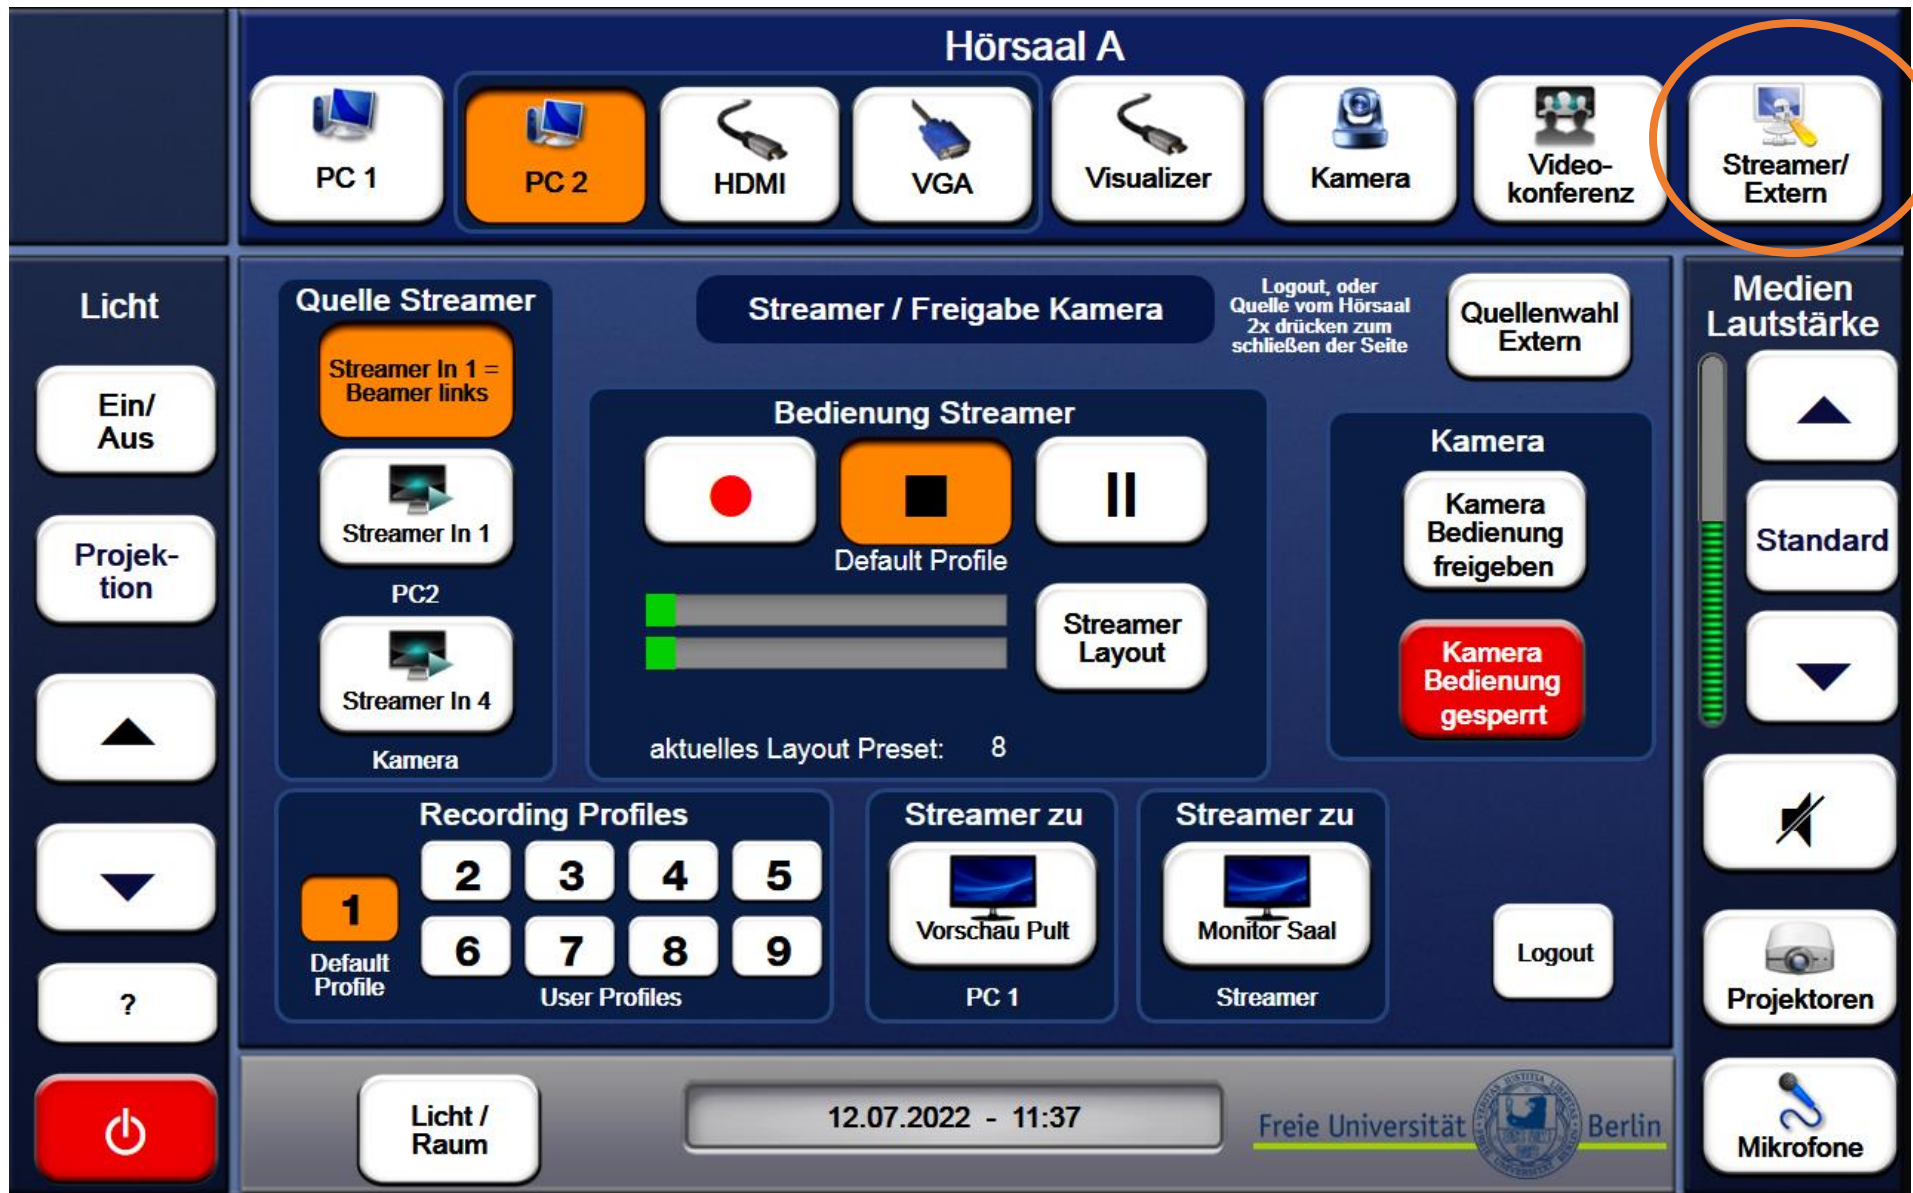 Hörsaal A
PC 1
PC 2
HDMI
VGA
Visualizer
Kamera
Video-
konferenz
Streamer/
Extern
Licht
Ein/
Aus
Projek-
tion
?
Quelle Streamer
Streamer In 1 =
Beamer links
Streamer In 1
PC2
Streamer In 4
Kamera
Streamer / Freigabe Kamera
Logout, oder
Quelle vom Hörsaal
2x drücken zum
schließen der Seite
Quellenwahl
Extern
Bedienung Streamer
Default Profile
Streamer
Layout
aktuelles Layout Preset: 8
Kamera
Kamera
Bedienung
freigeben
Kamera
Bedienung
gesperrt
Recording Profiles
1
2 3 4 5
6 7 8 9
Default
Profile
User Profiles
Streamer zu
Vorschau Pult
PC 1
Streamer zu
Monitor Saal
Streamer
Logout
Medien
Lautstärke
Standard
Projektoren
Mikrofone
Licht /
Raum
12.07.2022 - 11:37
Freie Universität Berlin